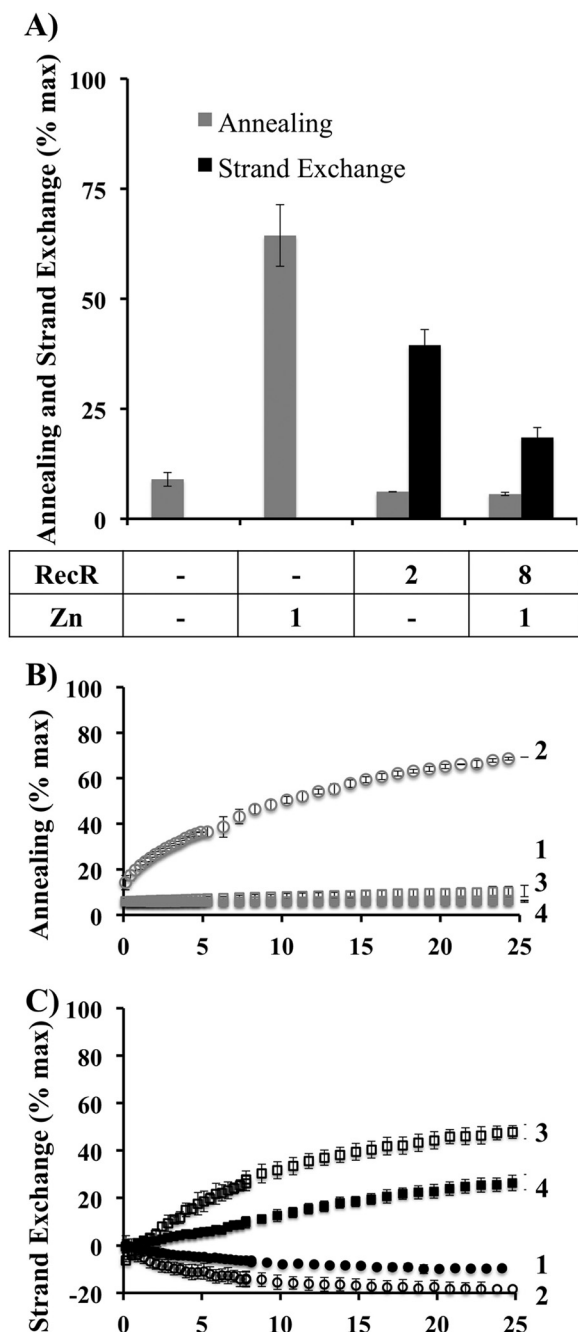 A)
Annealing and Strand Exchange (% max)
100
75
50
25
0
Annealing
Strand Exchange
RecR - - 2 8
Zn - 1 - 1
B)
Annealing (% max)
100
80
60
40
20
0
0 5 10 15 20 25
2
1
3
4
C)
Strand Exchange (% max)
100
80
60
40
20
0
-20
0 5 10 15 20 25
3
4
1
2